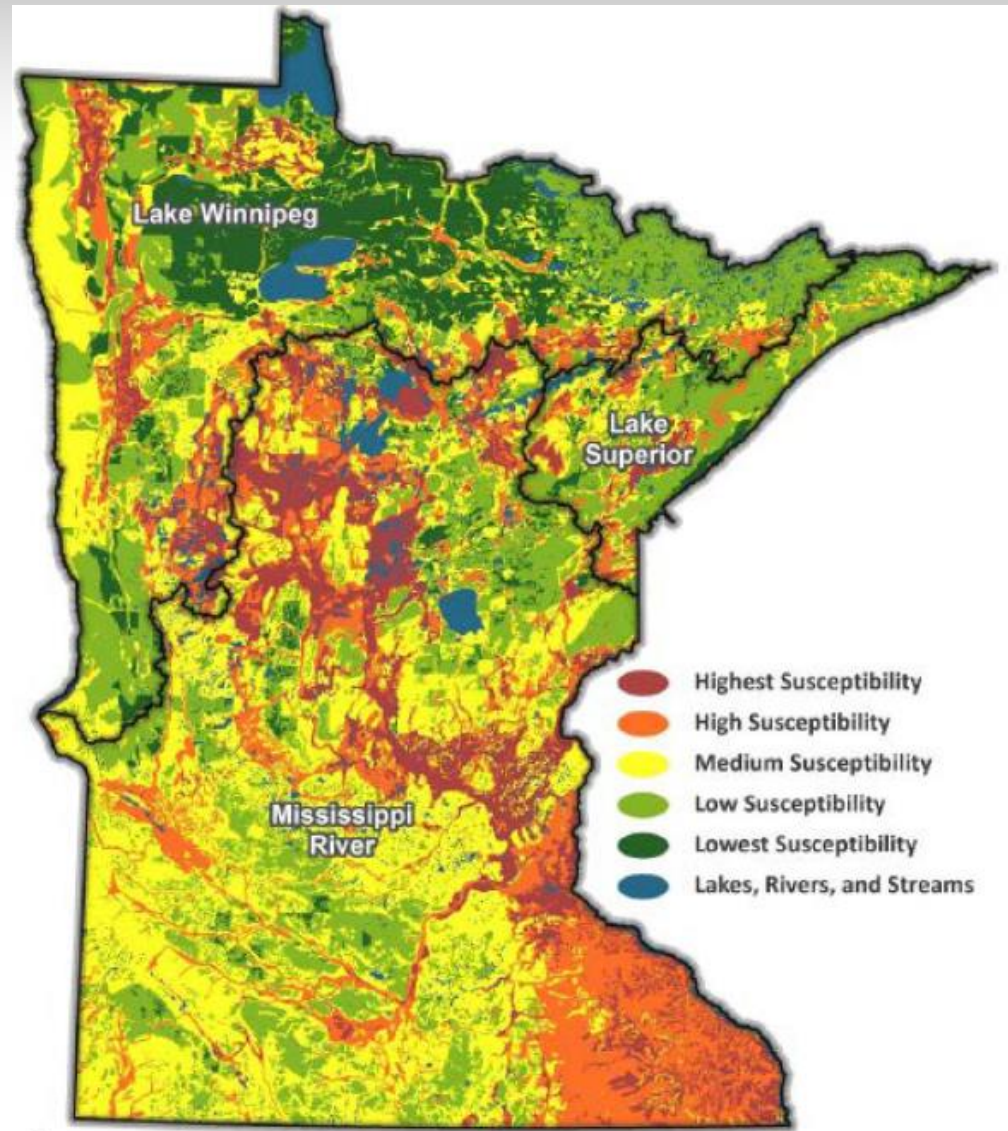 Lake Winnipeg
Lake
Superior
Highest Susceptibility
High Susceptibility
Medium Susceptibility
Low Susceptibility
Lowest Susceptibility
Lakes, Rivers, and Streams
Mississippi
River